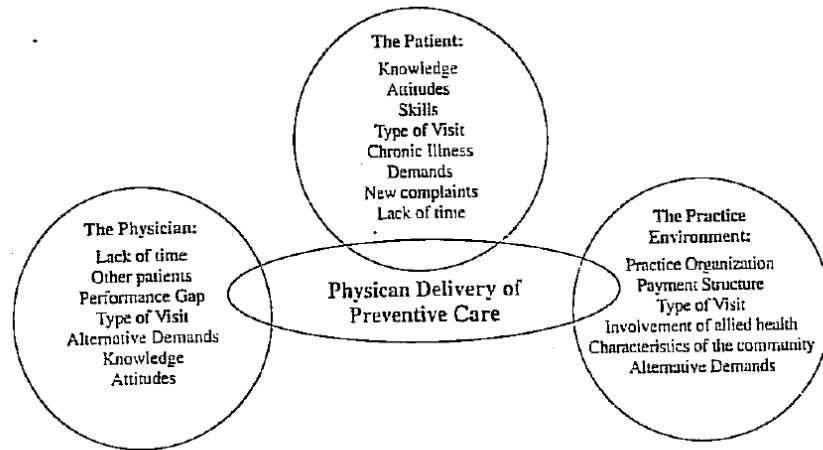 The Patient:
Knowledge
Attitudes
Skills
Type of Visit
Chronic Illness
Demands
New complaints
Lack of time
The Physician:
Lack of time
Other patients
Performance Gap
Type of Visit
Alternative Demands
Knowledge
Attitudes
Physican Delivery of
Preventive Care
The Practice
Environment:
Practice Organization
Payment Structure
Type of Visit
Involvement of allied health
Characteristics of the community
Alternative Demands